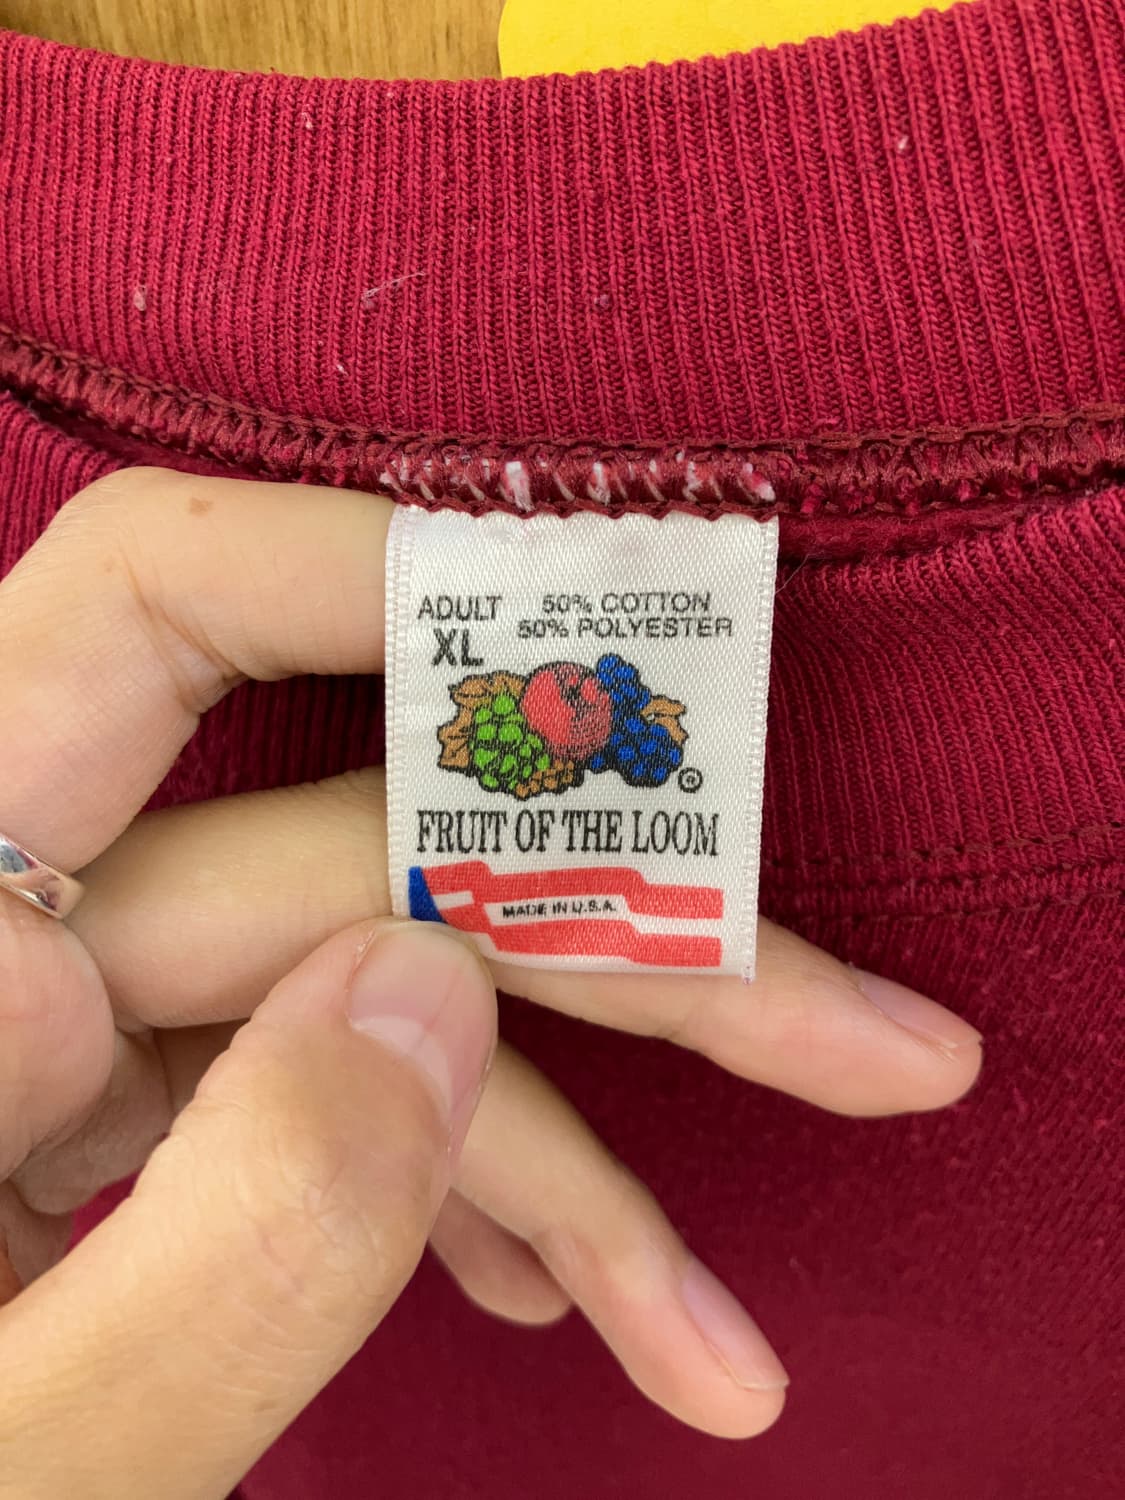 ADULT
XL
50% COTTON
50% POLYESTER
®
FRUIT OF THE LOOM
MADE IN U.S.A.